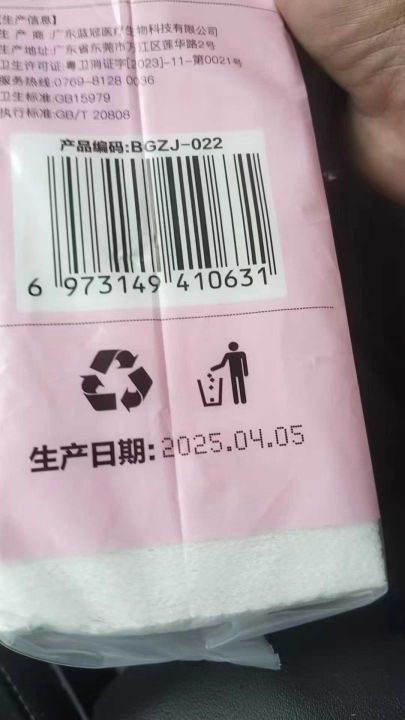 【生产信息】
生 产 商:广东蓝冠医疗生物科技有限公司
生产地址:广东省东莞市万江区莲华路2号
卫生许可证:粤卫消证字[2023]-11-第0021号
服务热线:0769-8128 0036
卫生标准:GB15979
执行标准:GB/T 20808
产品编码:BGZJ-022
6 973149 410631
生产日期:2025.04.05